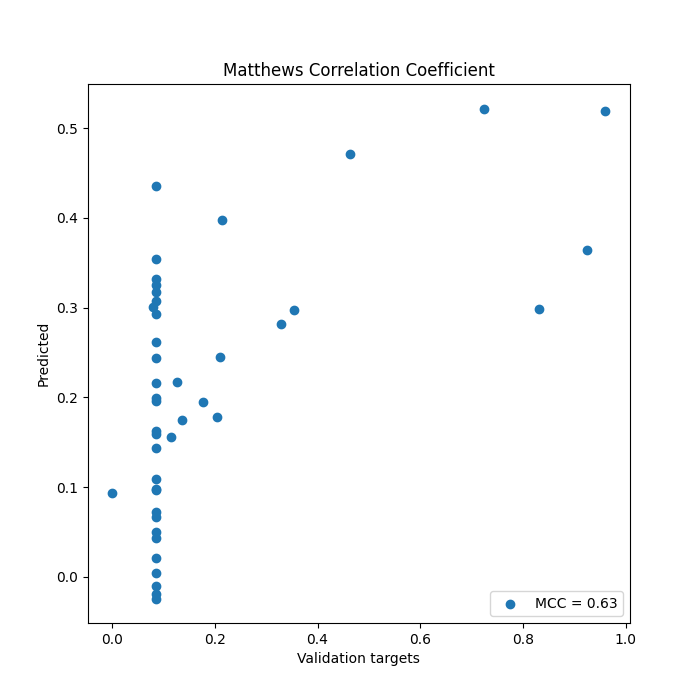 Matthews Correlation Coefficient
0.5
0.4
0.3
0.2
0.1
0.0
Predicted
MCC = 0.63
0.0 0.2 0.4 0.6 0.8 1.0
Validation targets